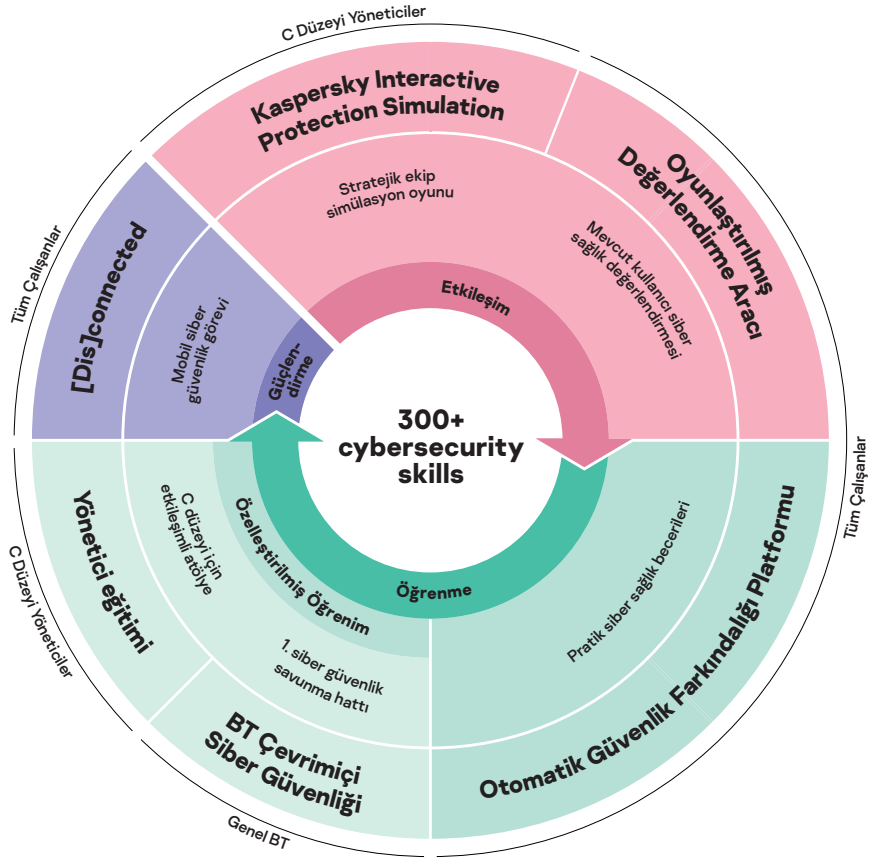 C Düzeyi Yöneticiler
Kaspersky Interactive
Protection Simulation
Stratejik ekip
simülasyon oyunu
Oyunlaştırılmış
Değerlendirme Aracı
Mevcut kullanıcı siber
sağlık değerlendirmesi
Etkileşim
Tüm Çalışanlar
[Dis]connected
Mobil siber
güvenlik görevi
Güçlen-
dirme
300+
cybersecurity
skills
Tüm Çalışanlar
Otomatik Güvenlik Farkındalığı Platformu
Pratik siber sağlık becerileri
Öğrenme
Özelleştirilmiş Öğrenim
C Düzeyi Yöneticiler
Yönetici eğitimi
C düzeyi için
etkileşimli atölye
1. siber güvenlik
savunma hattı
BT Çevrimiçi
Siber Güvenliği
Genel BT